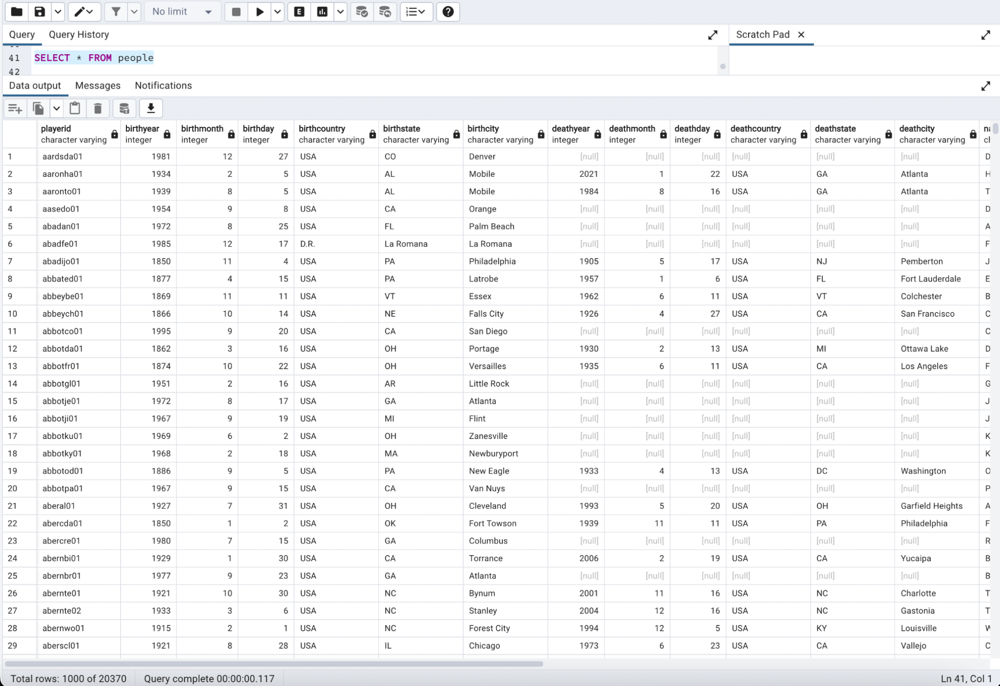 No limit
E
Query Query History Scratch Pad
41 SELECT * FROM people
42
Data output Messages Notifications
playerid birthyear birthmonth birthday birthcountry birthstate birthcity deathyear deathmonth deathday deathcountry deathstate deathcity
character varying integer integer integer character varying character varying character varying integer integer integer character varying character varying character varying
1 aardsda01 1981 12 27 USA CO Denver [null] [null] [null] [null] [null] [null] D
2 aaronha01 1934 2 5 USA AL Mobile 2021 1 22 USA GA Atlanta H
3 aaronto01 1939 8 5 USA AL Mobile 1984 8 16 USA GA Atlanta T
4 aasedo01 1954 9 8 USA CA Orange [null] [null] [null] [null] [null] [null] D
5 abadan01 1972 8 25 USA FL Palm Beach [null] [null] [null] [null] [null] [null] A
6 abadfe01 1985 12 17 D.R. La Romana La Romana [null] [null] [null] [null] [null] [null] F
7 abadijo01 1850 11 4 USA PA Philadelphia 1905 5 17 USA NJ Pemberton J
8 abbated01 1877 4 15 USA PA Latrobe 1957 1 6 USA FL Fort Lauderdale E
9 abbeybe01 1869 11 11 USA VT Essex 1962 6 11 USA VT Colchester B
10 abbeych01 1866 10 14 USA NE Falls City 1926 4 27 USA CA San Francisco C
11 abbotco01 1995 9 20 USA CA San Diego [null] [null] [null] [null] [null] [null] C
12 abbotda01 1862 3 16 USA OH Portage 1930 2 13 USA MI Ottawa Lake D
13 abbotfr01 1874 10 22 USA OH Versailles 1935 6 11 USA CA Los Angeles F
14 abbotgl01 1951 2 16 USA AR Little Rock [null] [null] [null] [null] [null] [null] G
15 abbotje01 1972 8 17 USA GA Atlanta [null] [null] [null] [null] [null] [null] J
16 abbotji01 1967 9 19 USA MI Flint [null] [null] [null] [null] [null] [null] J
17 abbotku01 1969 6 2 USA OH Zanesville [null] [null] [null] [null] [null] [null] K
18 abbotky01 1968 2 18 USA MA Newburyport [null] [null] [null] [null] [null] [null] K
19 abbotod01 1886 9 5 USA PA New Eagle 1933 4 13 USA DC Washington O
20 abbotpa01 1967 9 15 USA CA Van Nuys [null] [null] [null] [null] [null] [null] P
21 aberal01 1927 7 31 USA OH Cleveland 1993 5 20 USA OH Garfield Heights A
22 abercda01 1850 1 2 USA OK Fort Towson 1939 11 11 USA PA Philadelphia F
23 abercre01 1980 7 15 USA GA Columbus [null] [null] [null] [null] [null] [null] R
24 abernbi01 1929 1 30 USA CA Torrance 2006 2 19 USA CA Yucaipa B
25 abernbr01 1977 9 23 USA GA Atlanta [null] [null] [null] [null] [null] [null] B
26 abernte01 1921 10 30 USA NC Bynum 2001 11 16 USA NC Charlotte T
27 abernte02 1933 3 6 USA NC Stanley 2004 12 16 USA NC Gastonia T
28 abernwo01 1915 2 1 USA NC Forest City 1994 12 5 USA KY Louisville W
29 aberscl01 1921 8 28 USA IL Chicago 1973 6 23 USA CA Vallejo C
Total rows: 1000 of 20370 Query complete 00:00:00.117 Ln 41, Col 1